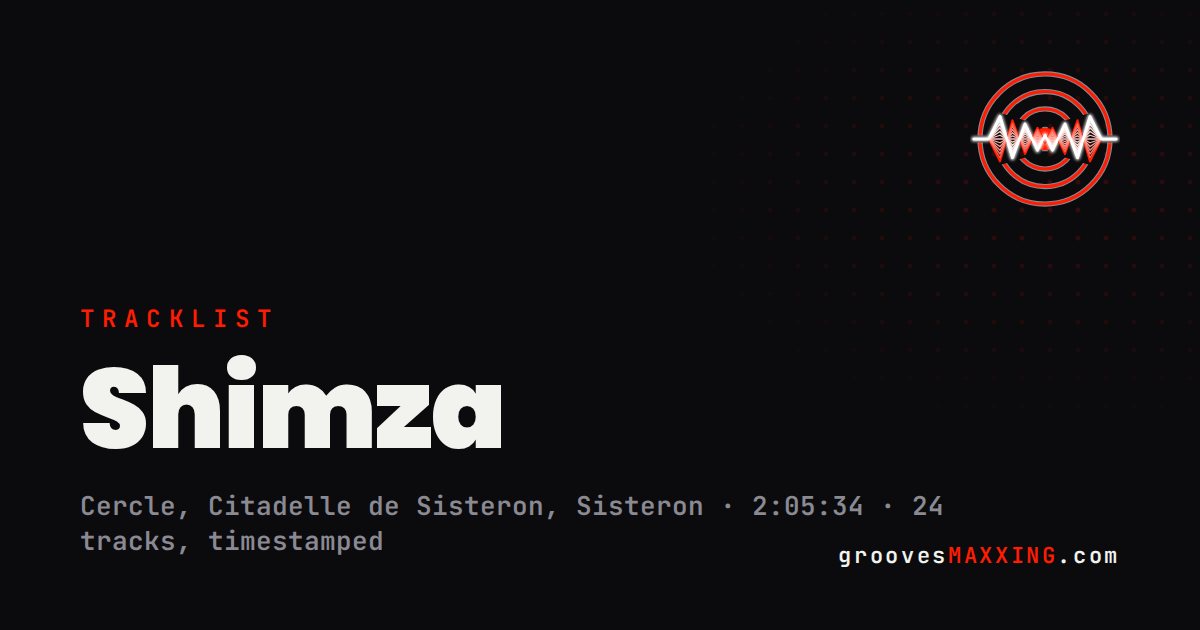 TRACKLIST
Shimza
Cercle, Citadelle de Sisteron, Sisteron · 2:05:34 · 24
tracks, timestamped
groovesMAXXING.com